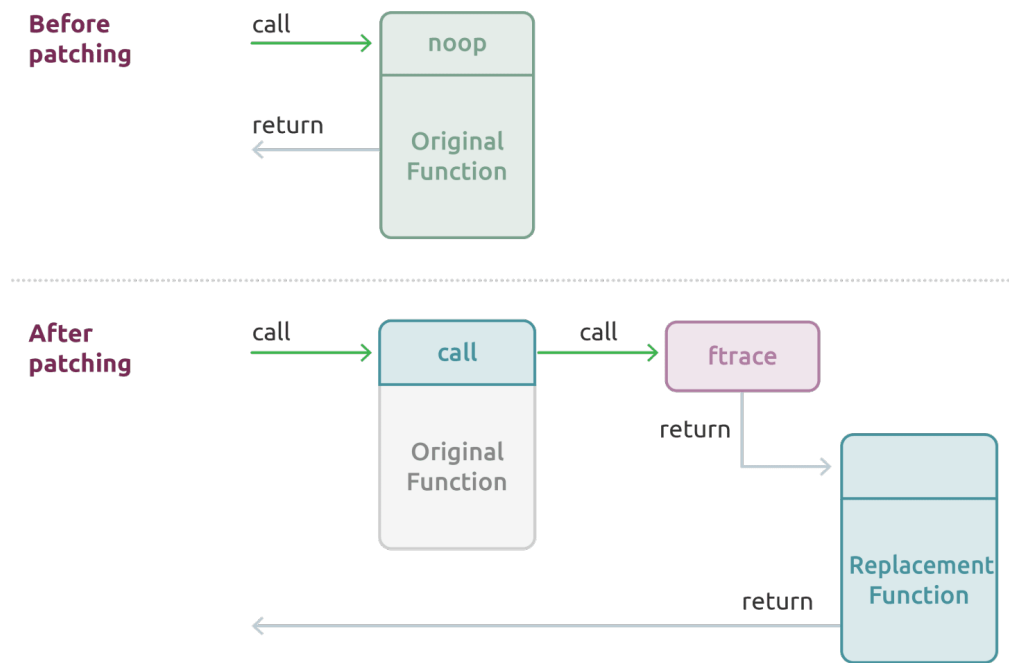 Before
patching
call
noop
return
Original
Function
After
patching
call
call
call
ftrace
Original
Function
return
Replacement
Function
return